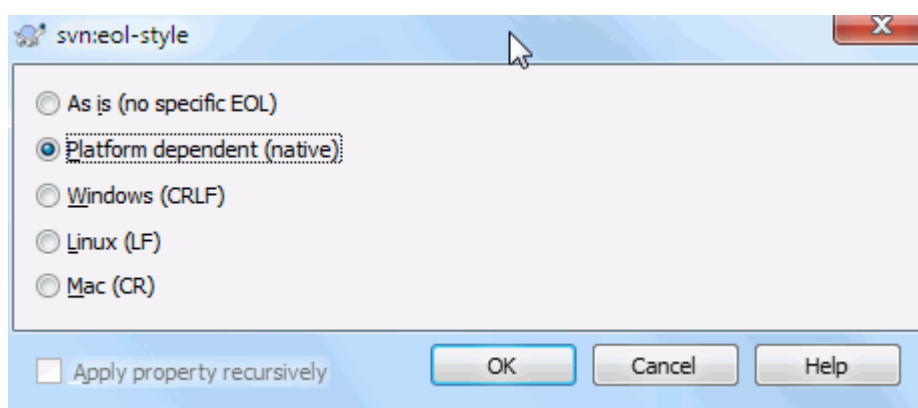 svn:eol-style
As is (no specific EOL)
Platform dependent (native)
Windows (CRLF)
Linux (LF)
Mac (CR)
Apply property recursively
OK
Cancel
Help